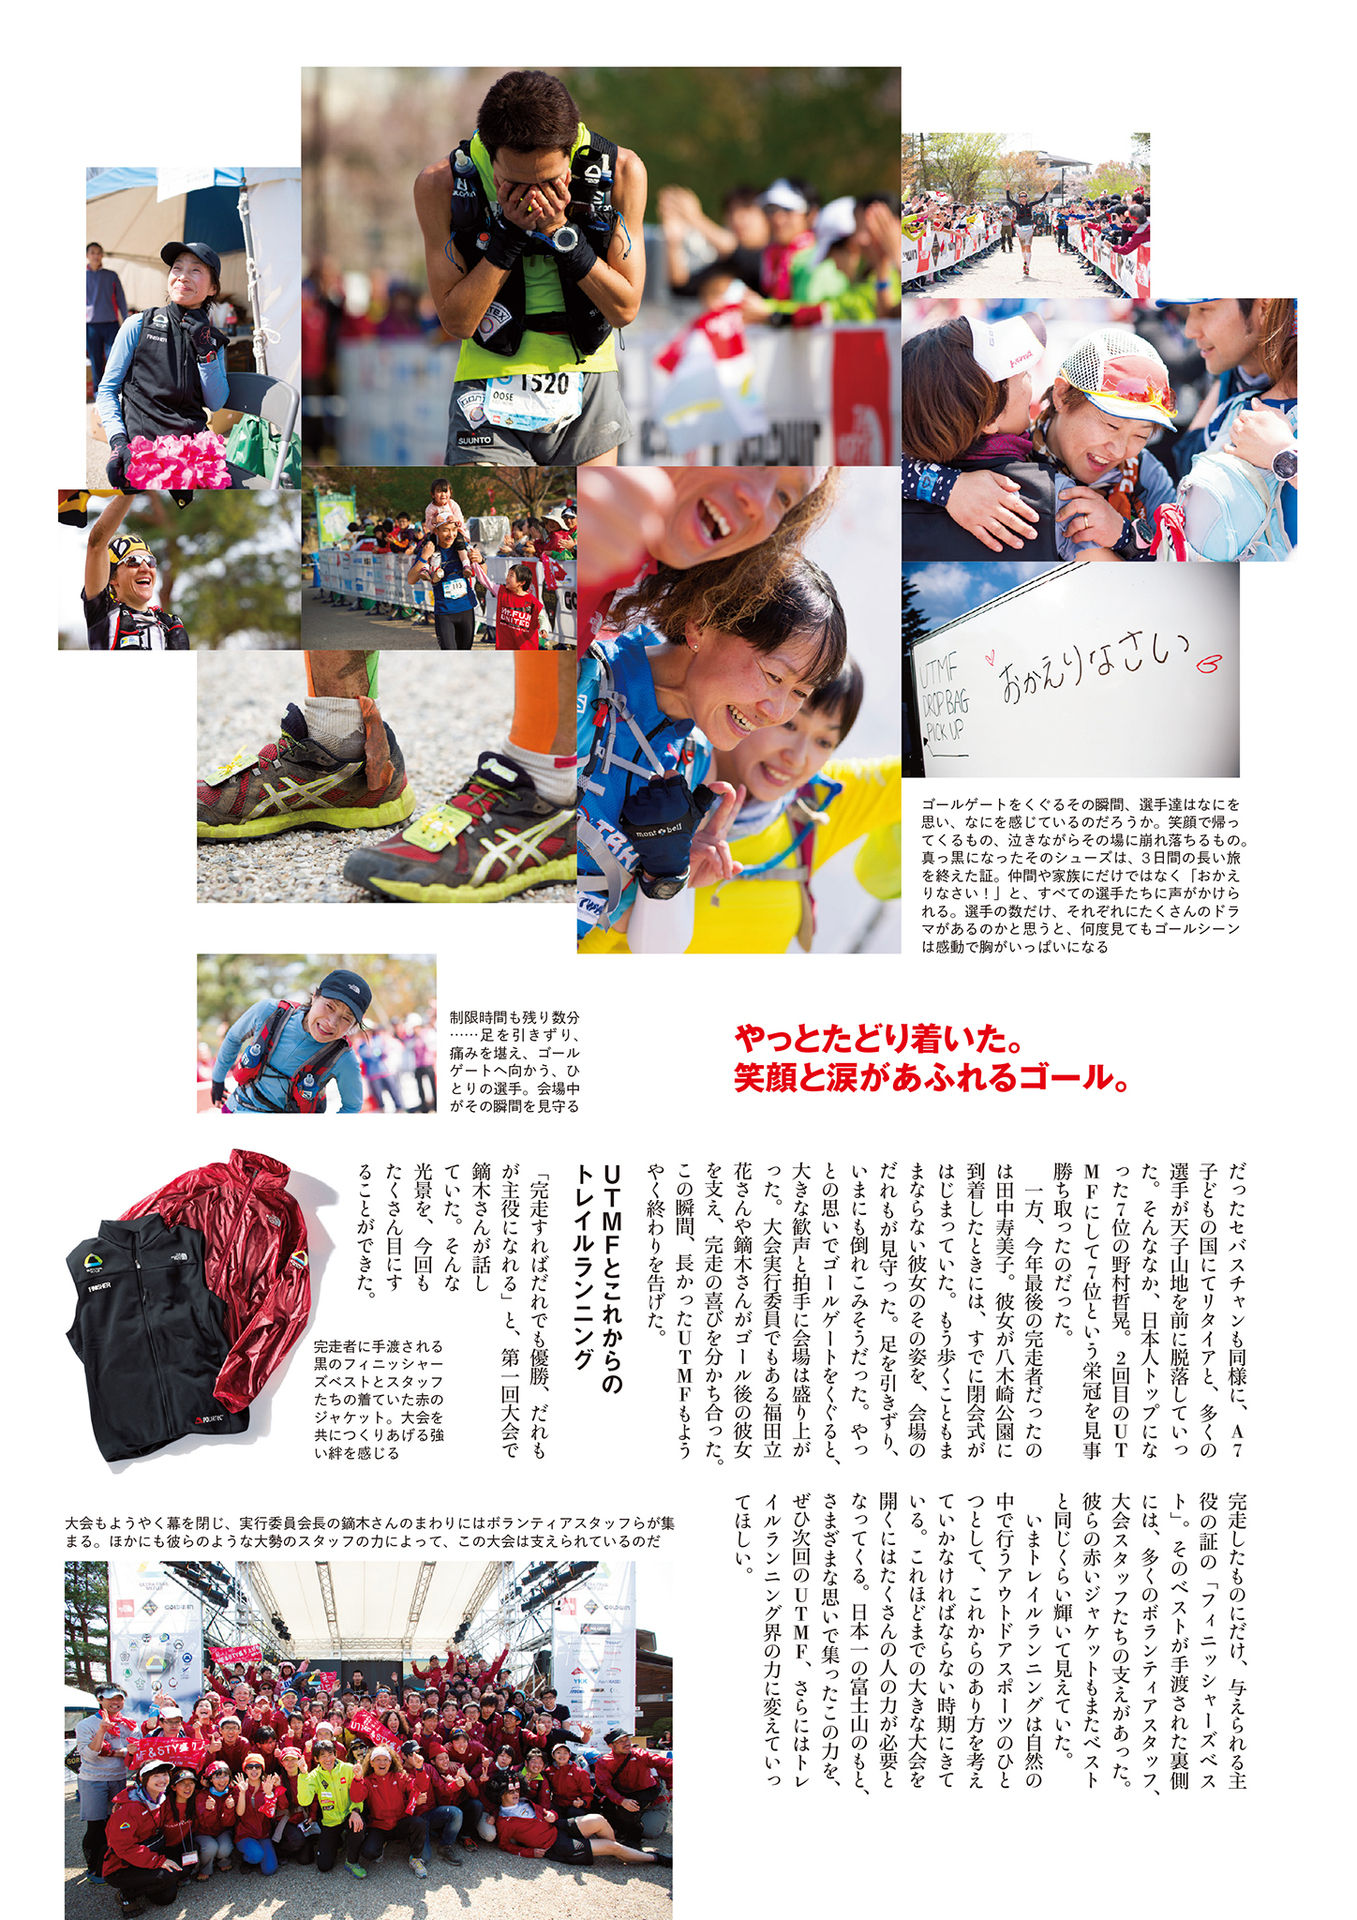 FINISHER
GORE-TEX
1520
OOSE
SUUNTO
113
Mt.FUJI
UNITED
mont-bell
UTMF
DROP BAG
PICK UP
おかえりなさい
ゴールゲートをくぐるその瞬間、選手達はなにを
思い、なにを感じているのだろうか。笑顔で帰っ
てくるもの、泣きながらその場に崩れ落ちるもの。
真っ黒になったそのシューズは、3日間の長い旅
を終えた証。仲間や家族にだけではなく「おかえ
りなさい！」と、すべての選手たちに声がかけら
れる。選手の数だけ、それぞれにたくさんのドラ
マがあるのかと思うと、何度見てもゴールシーン
は感動で胸がいっぱいになる
制限時間も残り数分
……足を引きずり、
痛みを堪え、ゴール
ゲートへ向かう、ひ
とりの選手。会場中
がその瞬間を見守る
やっとたどり着いた。
笑顔と涙があふれるゴール。
だったセバスチャンも同様に、A7
子どもの国にてリタイアと、多くの
選手が天子山地を前に脱落していっ
た。そんななか、日本人トップにな
った7位の野村哲晃。2回目のUT
MFにして7位という栄冠を見事
勝ち取ったのだった。
一方、今年最後の完走者だったの
は田中寿美子。彼女が八木崎公園に
到着したときには、すでに閉会式が
はじまっていた。もう歩くこともま
まならない彼女のその姿を、会場の
だれもが見守った。足を引きずり、
いまにも倒れこみそうだった。やっ
との思いでゴールゲートをくぐると、
大きな歓声と拍手に会場は盛り上が
った。大会実行委員でもある福田立
花さんや鏑木さんがゴール後の彼女
を支え、完走の喜びを分かち合った。
この瞬間、長かったUTMFもよう
やく終わりを告げた。
UTMFとこれからの
トレイルランニング
「完走すればだれでも優勝、だれも
が主役になれる」と、第一回大会で
鏑木さんが話し
ていた。そんな
光景を、今回も
たくさん目にす
ることができた。
FINISHER
POLARTEC
完走者に手渡される
黒のフィニッシャー
ズベストとスタッフ
たちの着ていた赤の
ジャケット。大会を
共につくりあげる強
い絆を感じる
完走したものにだけ、与えられる主
役の証の「フィニッシャーズベス
ト」。そのベストが手渡された裏側
には、多くのボランティアスタッフ、
大会スタッフたちの支えがあった。
彼らの赤いジャケットもまたベスト
と同じくらい輝いて見えていた。
いまトレイルランニングは自然の
中で行うアウトドアスポーツのひと
つとして、これからのあり方を考え
ていかなければならない時期にきて
いる。これほどまでの大きな大会を
開くにはたくさんの人の力が必要と
なってくる。日本一の富士山のもと、
さまざまな思いで集ったこの力を、
ぜひ次回のUTMF、さらにはトレ
イルランニング界の力に変えていっ
てほしい。
大会もようやく幕を閉じ、実行委員会長の鏑木さんのまわりにはボランティアスタッフらが集
まる。ほかにも彼らのような大勢のスタッフの力によって、この大会は支えられているのだ
GOLDWIN
YKK